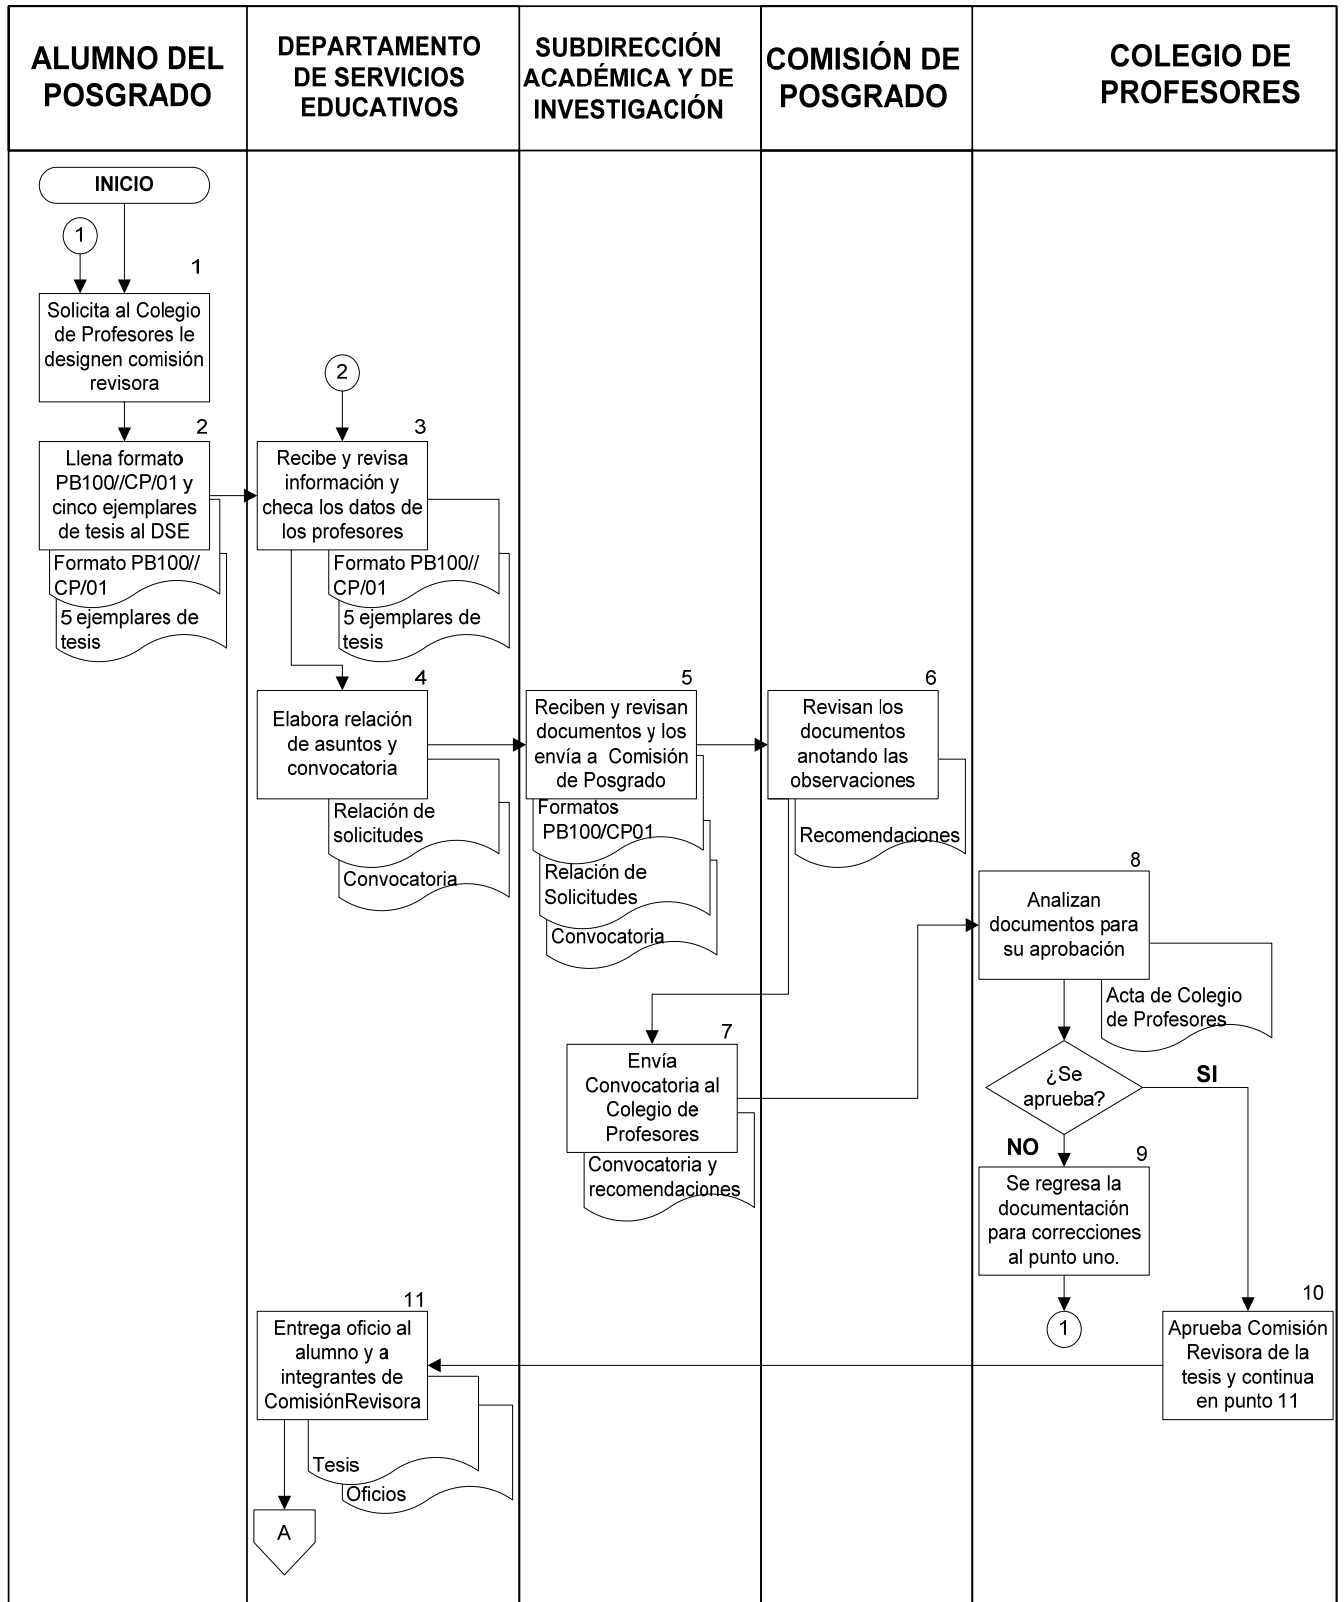 ALUMNO DEL
POSGRADO
DEPARTAMENTO
DE SERVICIOS
EDUCATIVOS
SUBDIRECCIÓN
ACADÉMICA Y DE
INVESTIGACIÓN
COMISIÓN DE
POSGRADO
COLEGIO DE
PROFESORES
INICIO
1
1
Solicita al Colegio
de Profesores le
designen comisión
revisora
2
Llena formato
PB100//CP/01 y
cinco ejemplares
de tesis al DSE
Formato PB100//
CP/01
5 ejemplares de
tesis
2
3
Recibe y revisa
información y
checa los datos de
los profesores
Formato PB100//
CP/01
5 ejemplares de
tesis
4
Elabora relación
de asuntos y
convocatoria
Relación de
solicitudes
Convocatoria
5
Reciben y revisan
documentos y los
envía a  Comisión
de Posgrado
Formatos
PB100/CP01
Relación de
Solicitudes
Convocatoria
6
Revisan los
documentos
anotando las
observaciones
Recomendaciones
7
Envía
Convocatoria al
Colegio de
Profesores
Convocatoria y
recomendaciones
8
Analizan
documentos para
su aprobación
Acta de Colegio
de Profesores
¿Se
aprueba?
SI
NO
9
Se regresa la
documentación
para correcciones
al punto uno.
1
10
Aprueba Comisión
Revisora de la
tesis y continua
en punto 11
11
Entrega oficio al
alumno y a
integrantes de
ComisiónRevisora
Tesis
Oficios
A